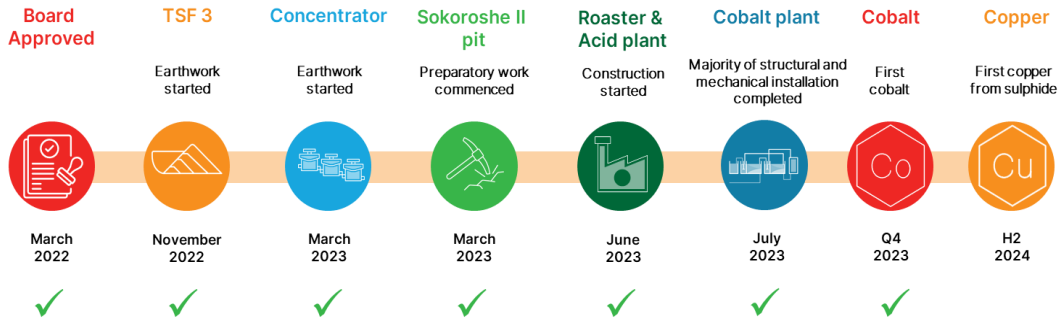 Board
Approved
TSF 3
Earthwork
started
Concentrator
Earthwork
started
Sokoroshe II
pit
Preparatory work
commenced
Roaster &
Acid plant
Construction
started
Cobalt plant
Majority of structural and
mechanical installation
completed
Cobalt
First
cobalt
Copper
First copper
from sulphide
Co
Cu
March
2022
November
2022
March
2023
March
2023
June
2023
July
2023
Q4
2023
H2
2024